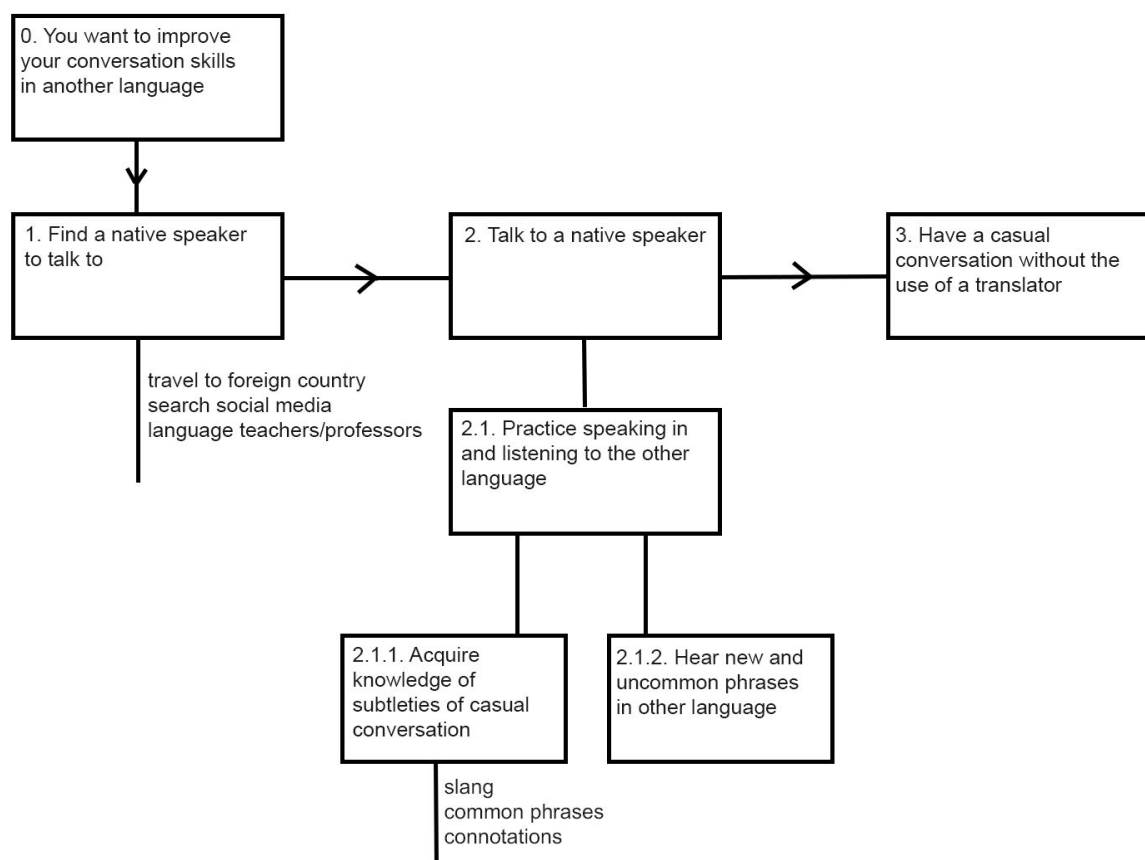 0. You want to improve
your conversation skills
in another language
1. Find a native speaker
to talk to
2. Talk to a native speaker
3. Have a casual
conversation without the
use of a translator
travel to foreign country
search social media
language teachers/professors
2.1. Practice speaking in
and listening to the other
language
2.1.1. Acquire
knowledge of
subtleties of casual
conversation
2.1.2. Hear new and
uncommon phrases
in other language
slang
common phrases
connotations